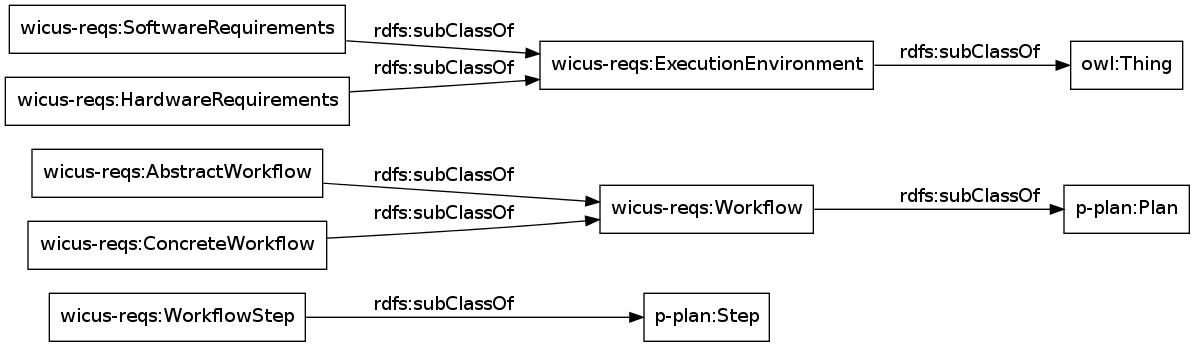 wicus-reqs:SoftwareRequirements
rdfs:subClassOf
wicus-reqs:HardwareRequirements
rdfs:subClassOf
wicus-reqs:ExecutionEnvironment
rdfs:subClassOf
owl:Thing
wicus-reqs:AbstractWorkflow
rdfs:subClassOf
wicus-reqs:ConcreteWorkflow
rdfs:subClassOf
wicus-reqs:Workflow
rdfs:subClassOf
p-plan:Plan
wicus-reqs:WorkflowStep
rdfs:subClassOf
p-plan:Step